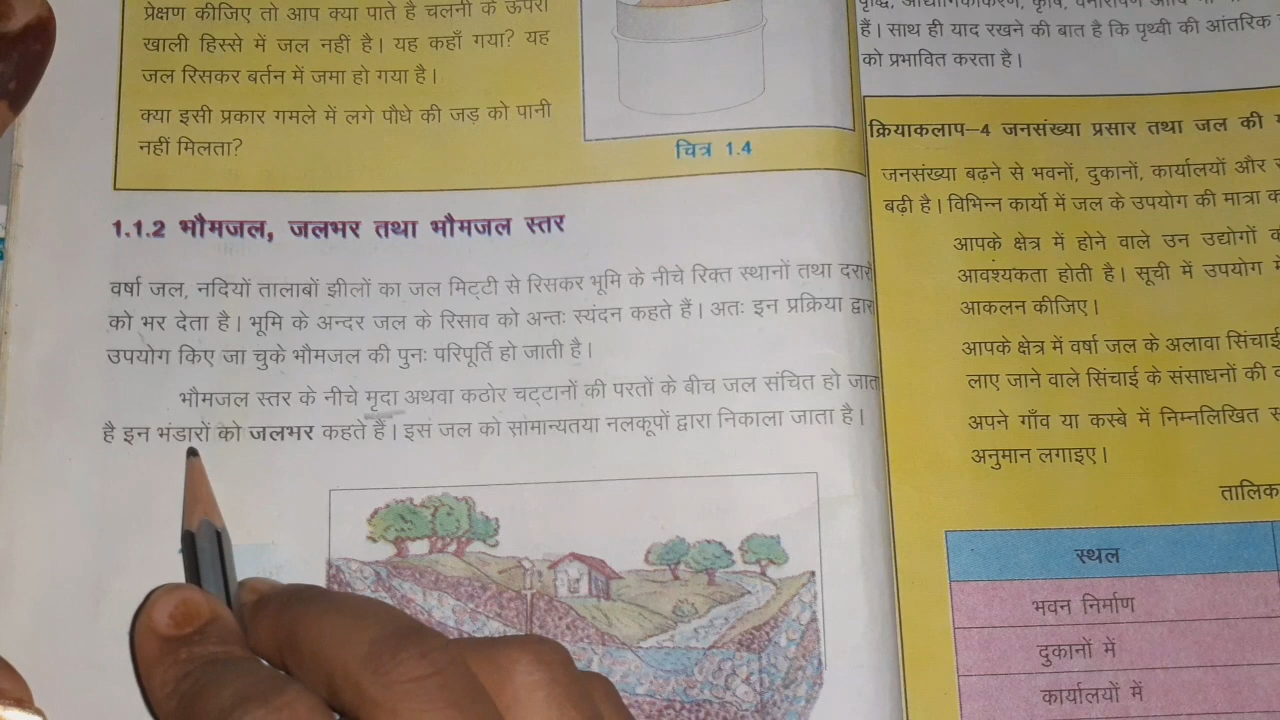 प्रेक्षण कीजिए तो आप क्या पाते है चलनी के ऊपरी
खाली हिस्से में जल नहीं है। यह कहाँ गया? यह
जल रिसकर बर्तन में जमा हो गया है।
क्या इसी प्रकार गमले में लगे पौधे की जड़ को पानी
नहीं मिलता?
चित्र 1.4
1.1.2 भौमजल, जलभर तथा भौमजल स्तर
वर्षा जल, नदियों तालाबों झीलों का जल मिट्टी से रिसकर भूमि के नीचे रिक्त स्थानों तथा
को भर देता है। भूमि के अन्दर जल के रिसाव को अन्तः स्यंदन कहते हैं। अतः इन प्रक्रिया
उपयोग किए जा चुके भौमजल की पुनः परिपूर्ति हो जाती है।
भौमजल स्तर के नीचे मृदा अथवा कठोर चट्टानों की परतों के बीच जल संचित हो
है इन भंडारों को जलभर कहते हैं। इस जल को सामान्यतया नलकूपों द्वारा निकाला जाता है।
हैं। साथ ही याद रखने की बात है कि पृथ्वी की आंतरिक
को प्रभावित करता है।
क्रियाकलाप–4 जनसंख्या प्रसार तथा जल की
जनसंख्या बढ़ने से भवनों, दुकानों, कार्यालयों और
बढ़ी है। विभिन्न कार्यो में जल के उपयोग की मात्रा
आपके क्षेत्र में होने वाले उन उद्योगों
आवश्यकता होती है। सूची में उपयोग
आकलन कीजिए।
आपके क्षेत्र में वर्षा जल के अलावा सिंचाई
लाए जाने वाले सिंचाई के संसाधनों की
अपने गाँव या कस्बे में निम्नलिखित
अनुमान लगाइए।
स्थल
भवन निर्माण
दुकानों में
कार्यालयों में